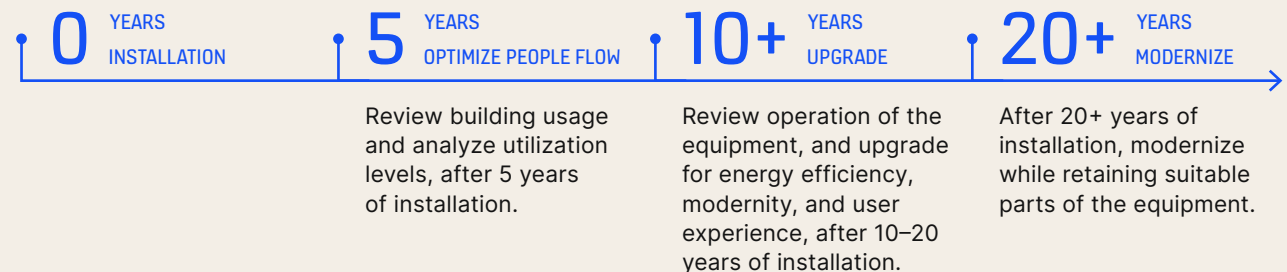 0 YEARS
INSTALLATION
5 YEARS
OPTIMIZE PEOPLE FLOW
Review building usage
and analyze utilization
levels, after 5 years
of installation.
10+ YEARS
UPGRADE
Review operation of the
equipment, and upgrade
for energy efficiency,
modernity, and user
experience, after 10–20
years of installation.
20+ YEARS
MODERNIZE
After 20+ years of
installation, modernize
while retaining suitable
parts of the equipment.